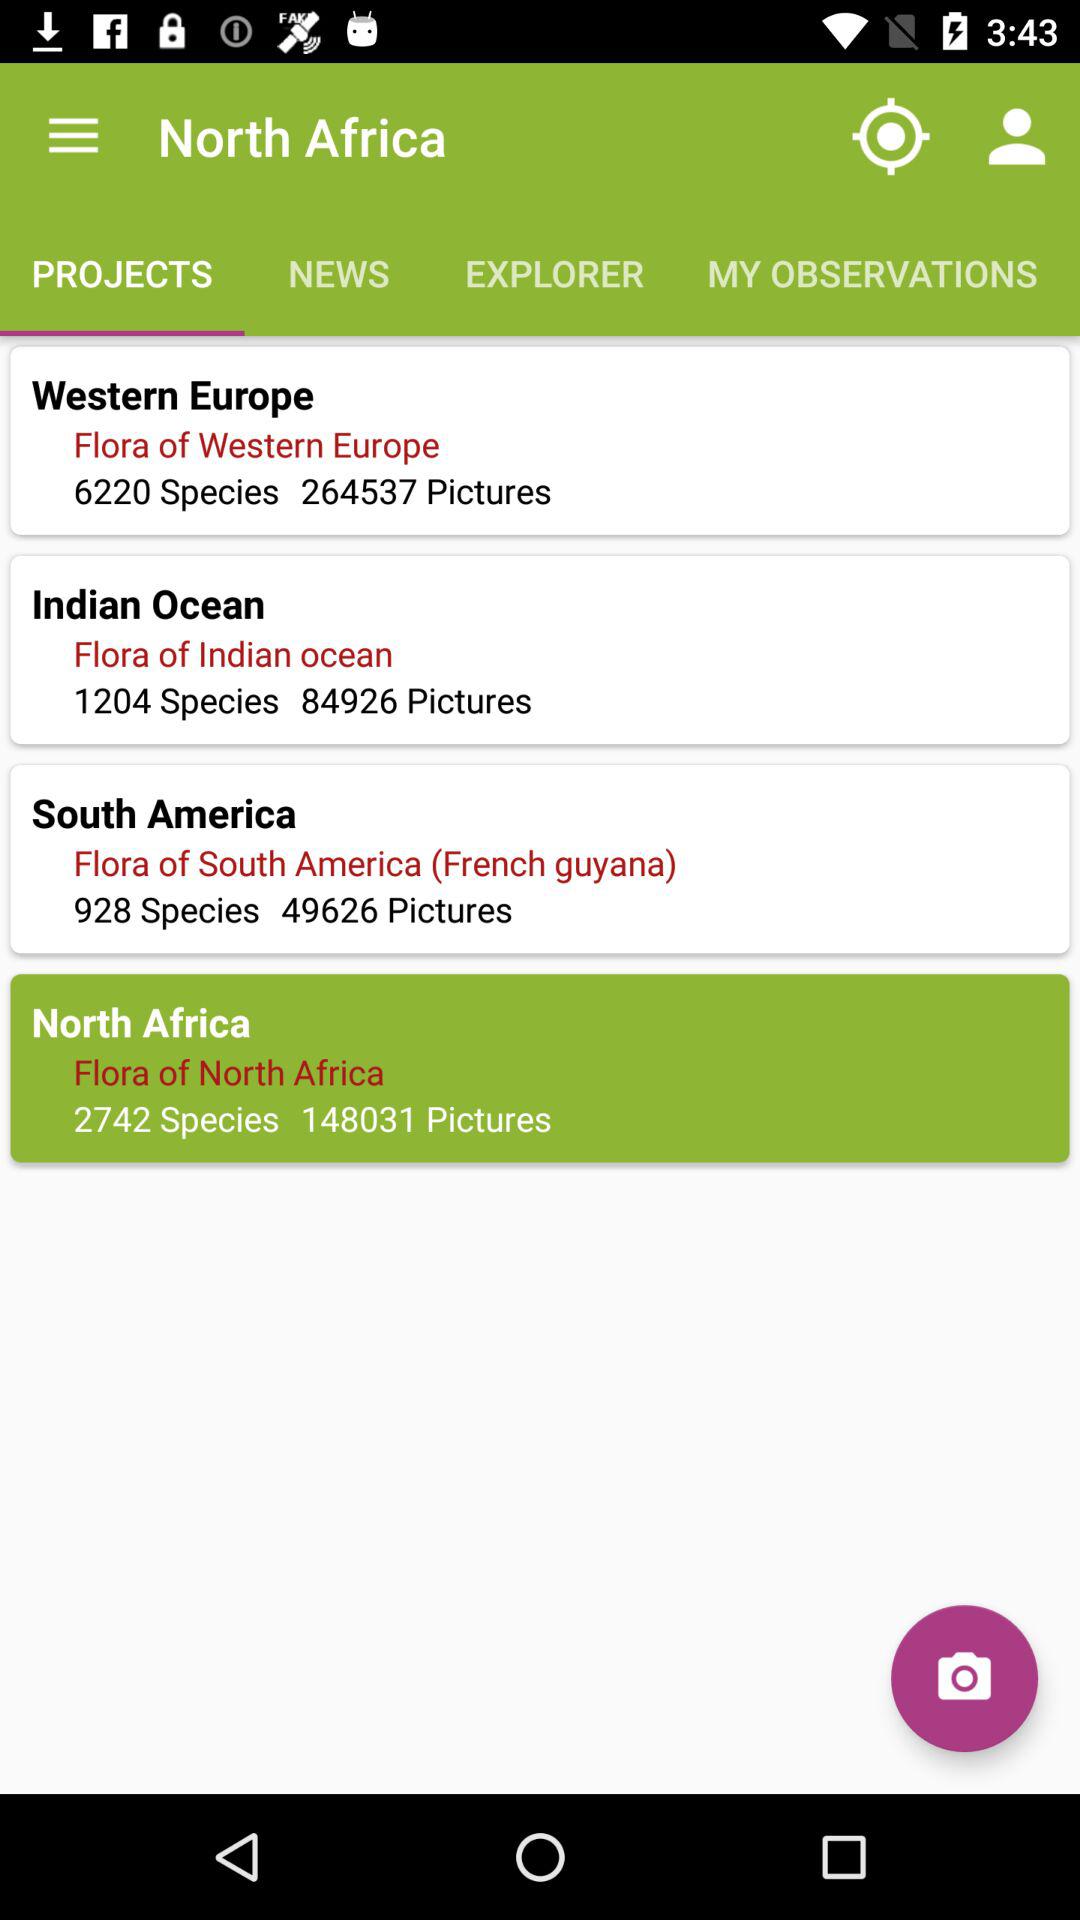 FAKE
3:43
North Africa
PROJECTS NEWS EXPLORER MY OBSERVATIONS
Western Europe
Flora of Western Europe
6220 Species 264537 Pictures
Indian Ocean
Flora of Indian ocean
1204 Species 84926 Pictures
South America
Flora of South America (French guyana)
928 Species 49626 Pictures
North Africa
Flora of North Africa
2742 Species 148031 Pictures